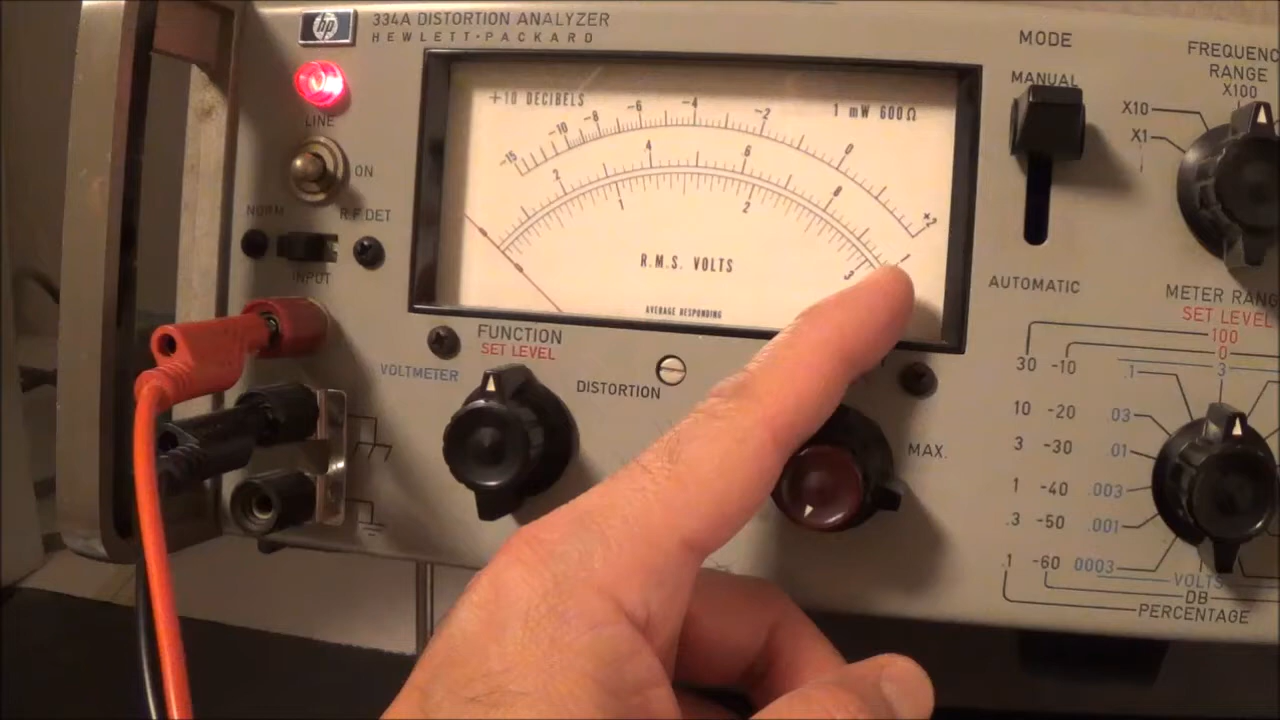 hp
334A DISTORTION ANALYZER
HEWLETT-PACKARD
LINE
ON
NORM
R.F. DET
INPUT
+10 DECIBELS
1 mW 600Ω
-15
-10
-8
-6
-4
-2
0
+2
0
.2
.4
.6
.8
1
0
1
2
3
R.M.S. VOLTS
AVERAGE RESPONDING
FUNCTION
SET LEVEL
VOLTMETER
DISTORTION
MAX.
MODE
MANUAL
AUTOMATIC
RANGE
X100
X10
X1
SET LEVEL
100
0
30 -10 .1 .3
10 -20 .03
3 -30 .01
1 -40 .003
.3 -50 .001
.1 -60 .0003
VOLTS
DB
PERCENTAGE